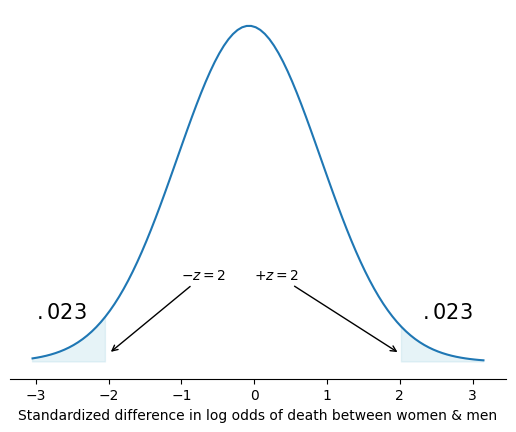 −z = 2 +z = 2
.023 .023
−3 −2 −1 0 1 2 3
Standardized difference in log odds of death between women & men